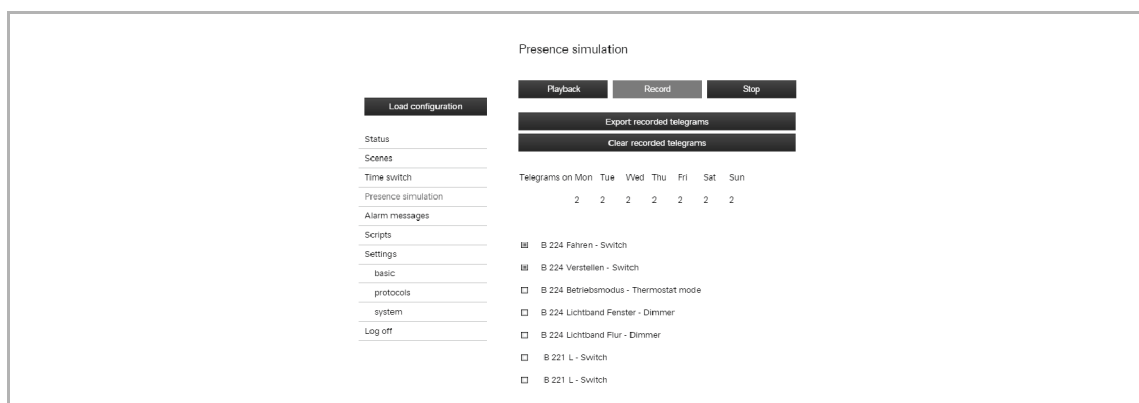 Presence simulation
Playback Record Stop
Load configuration
Export recorded telegrams
Clear recorded telegrams
Status
Scenes
Time switch
Presence simulation
Alarm messages
Scripts
Settings
basic
protocols
system
Log off
Telegrams on Mon Tue Wed Thu Fri Sat Sun
2 2 2 2 2 2 2
B 224 Fahren - Switch
B 224 Verstellen - Switch
B 224 Betriebsmodus - Thermostat mode
B 224 Lichtband Fenster - Dimmer
B 224 Lichtband Flur - Dimmer
B 221 L - Switch
B 221 L - Switch